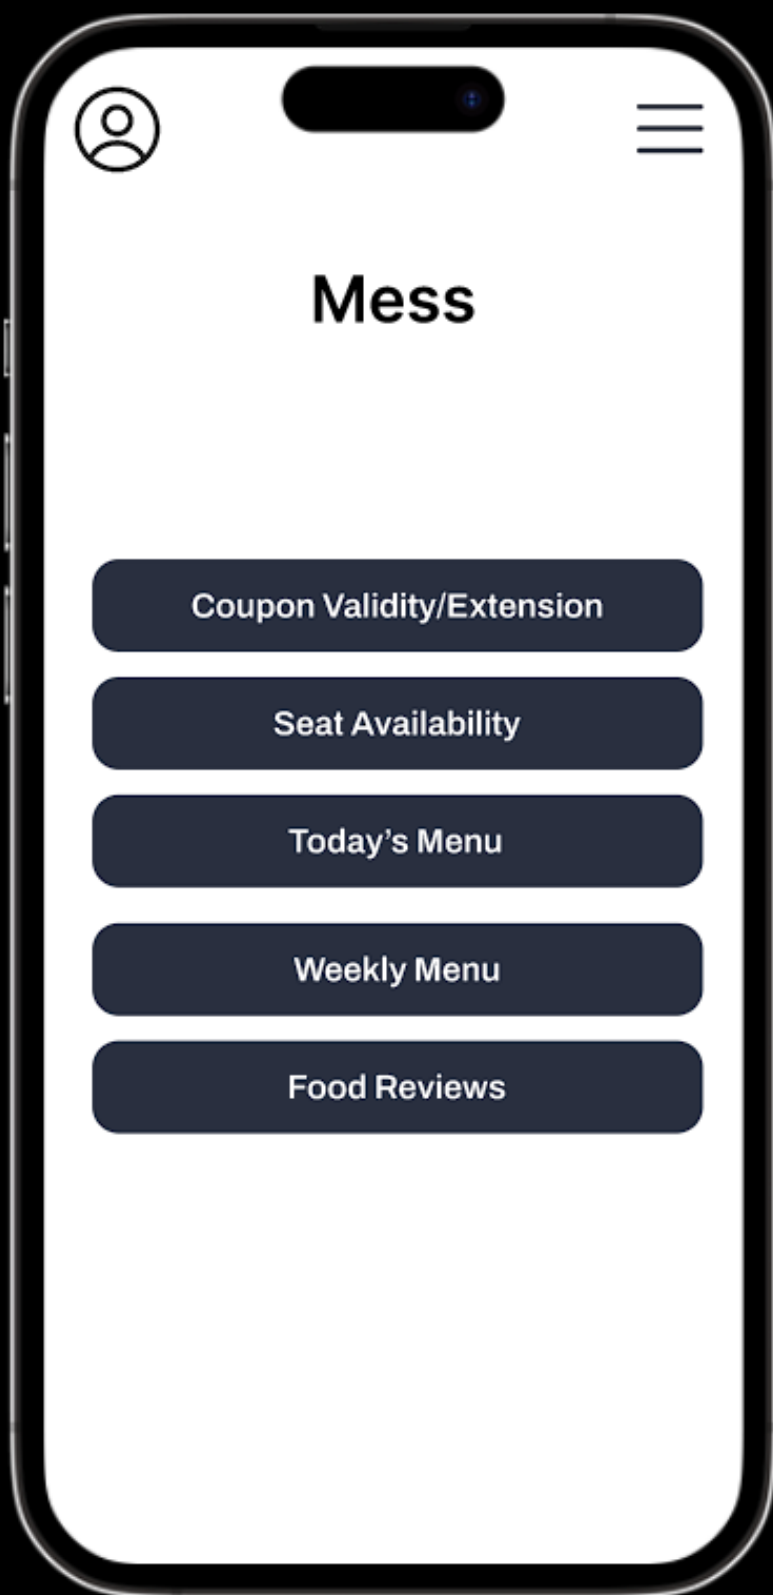 Mess
Coupon Validity/Extension
Seat Availability
Today’s Menu
Weekly Menu
Food Reviews